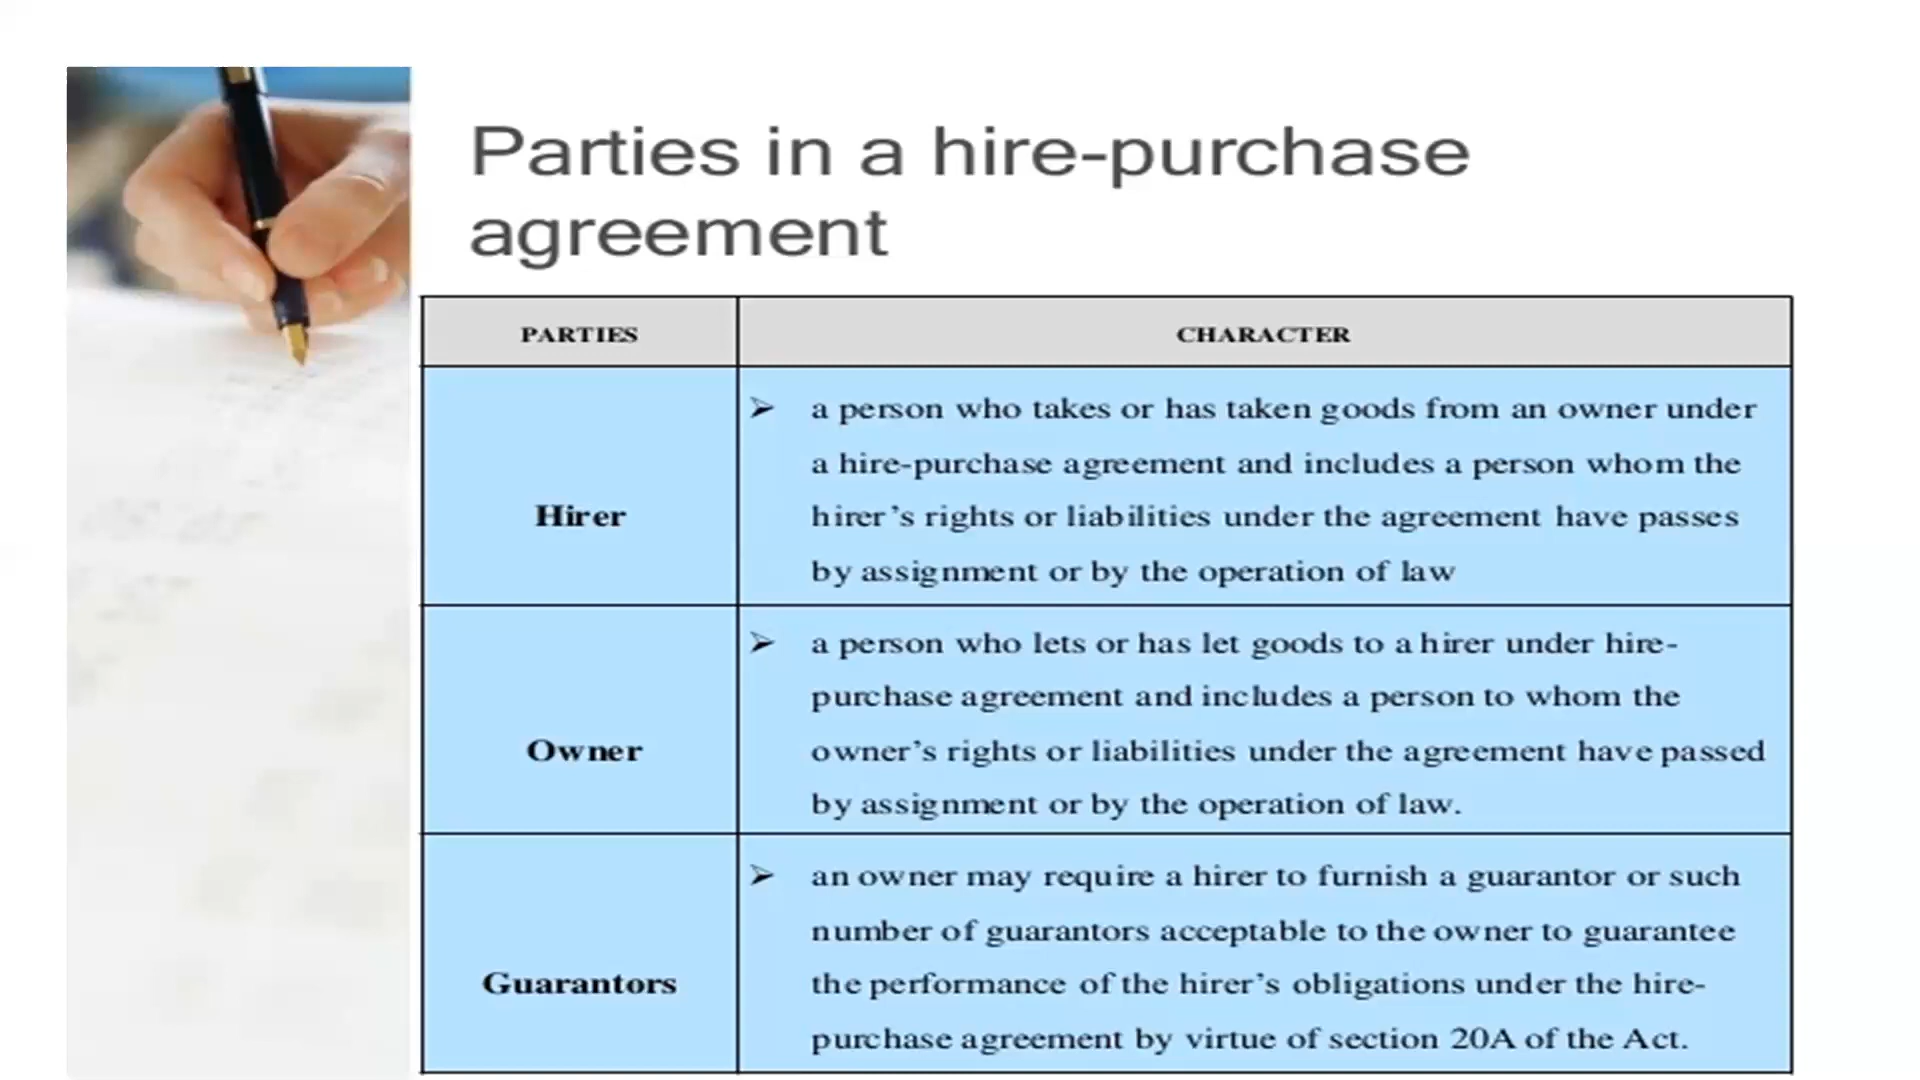 Parties in a hire-purchase
agreement
PARTIES
CHARACTER
Hirer
➢ a person who takes or has taken goods from an owner under
a hire-purchase agreement and includes a person whom the
hirer’s rights or liabilities under the agreement have passes
by assignment or by the operation of law
Owner
➢ a person who lets or has let goods to a hirer under hire-
purchase agreement and includes a person to whom the
owner’s rights or liabilities under the agreement have passed
by assignment or by the operation of law.
Guarantors
➢ an owner may require a hirer to furnish a guarantor or such
number of guarantors acceptable to the owner to guarantee
the performance of the hirer’s obligations under the hire-
purchase agreement by virtue of section 20A of the Act.